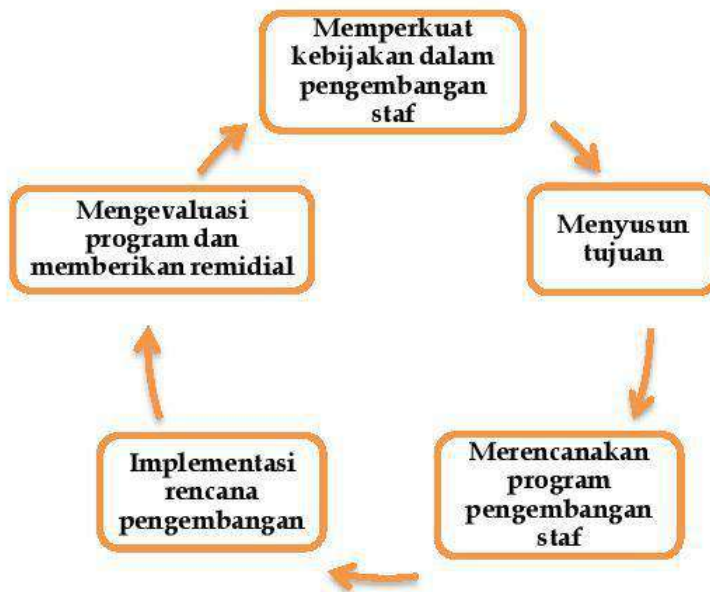 Memperkuat
kebijakan dalam
pengembangan
staf
Menyusun
tujuan
Merencanakan
program
pengembangan
staf
Implementasi
rencana
pengembangan
Mengevaluasi
program dan
memberikan remidial